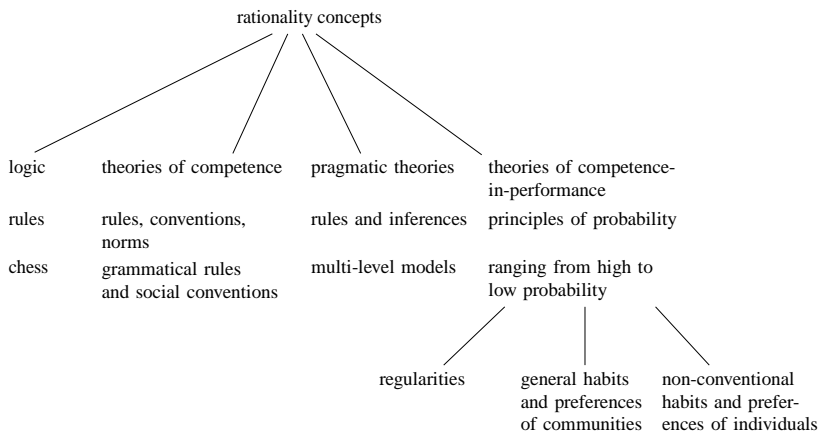 rationality concepts
logic
theories of competence
pragmatic theories
theories of competence-
in-performance
rules
rules, conventions,
norms
rules and inferences
principles of probability
chess
grammatical rules
and social conventions
multi-level models
ranging from high to
low probability
regularities
general habits
and preferences
of communities
non-conventional
habits and prefer-
ences of individuals